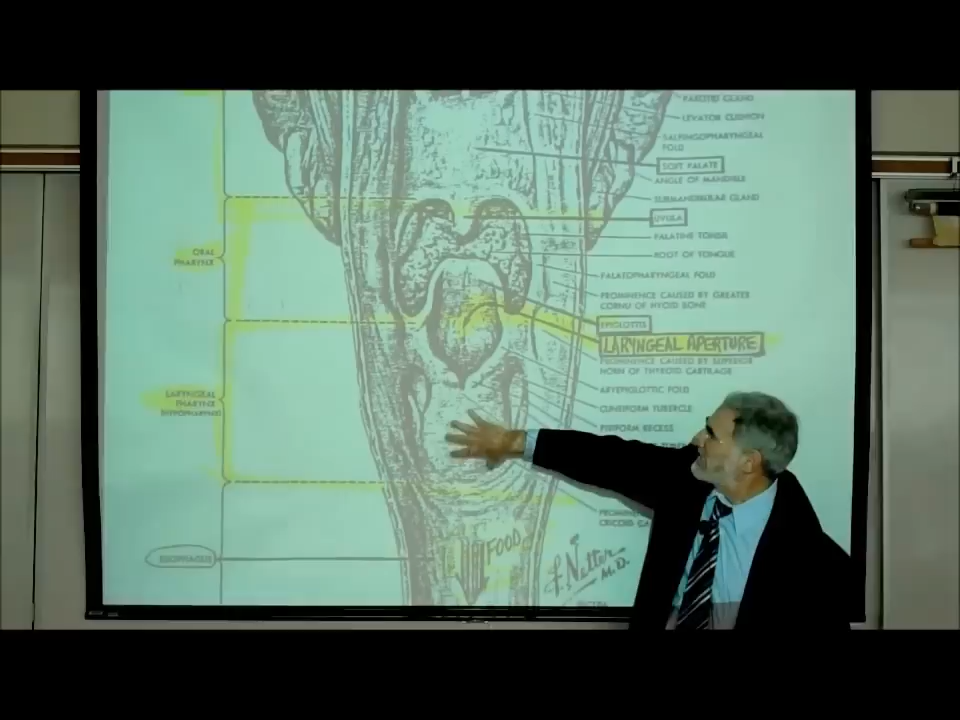 PAROTID GLAND
LEVATOR CUSHION
SALPINGOPHARYNGEAL
FOLD
SOFT PALATE
ANGLE OF MANDIBLE
SUBMANDIBULAR GLAND
UVULA
PALATINE TONSIL
ROOT OF TONGUE
PALATOPHARYNGEAL FOLD
PROMINENCE CAUSED BY GREATER
CORNU OF HYOID BONE
EPIGLOTTIS
LARYNGEAL APERTURE
PROMINENCE CAUSED BY SUPERIOR
HORN OF THYROID CARTILAGE
ARYEPIGLOTTIC FOLD
CUNEIFORM TUBERCLE
PIRIFORM RECESS
CRICOID
ORAL
PHARYNX
LARYNGEAL
PHARYNX
(HYPOPHARYNX)
ESOPHAGUS
FOOD
F. Netter
M.D.